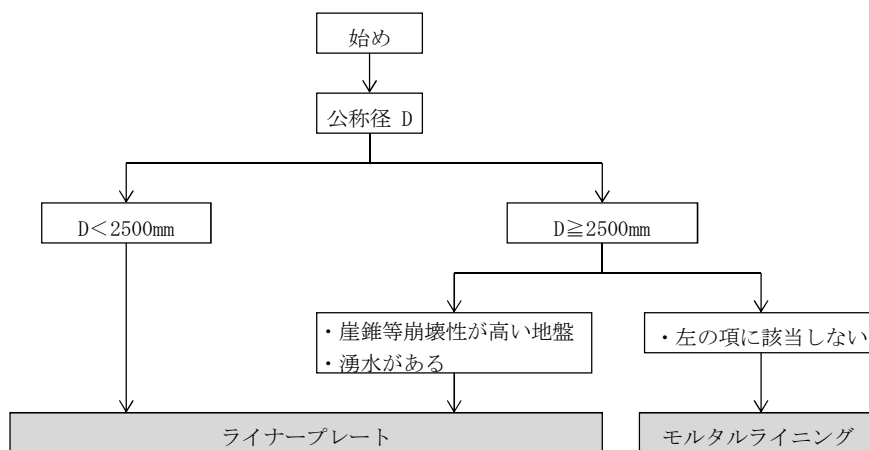 始め
公称径 D
D＜2500mm
D≧2500mm
・崖錐等崩壊性が高い地盤
・湧水がある
・左の項に該当しない
ライナープレート
モルタルライニング